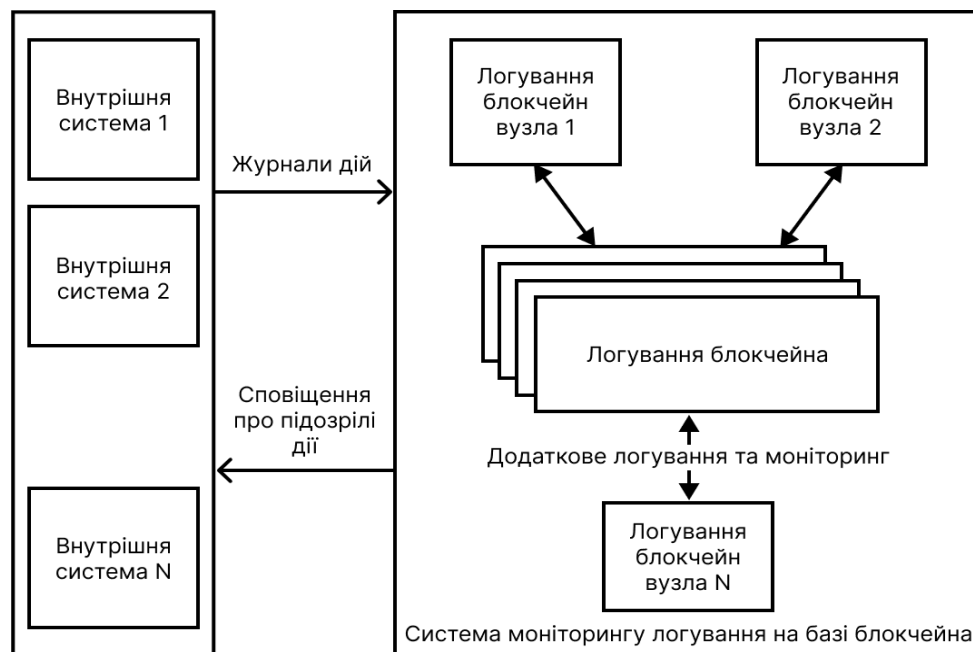 Внутрішня
система 1
Внутрішня
система 2
Внутрішня
система N
Журнали дій
Сповіщення
про підозрілі
дії
Логування
блокчейн
вузла 1
Логування
блокчейн
вузла 2
Логування блокчейна
Додаткове логування та моніторинг
Логування
блокчейн
вузла N
Система моніторингу логування на базі блокчейна